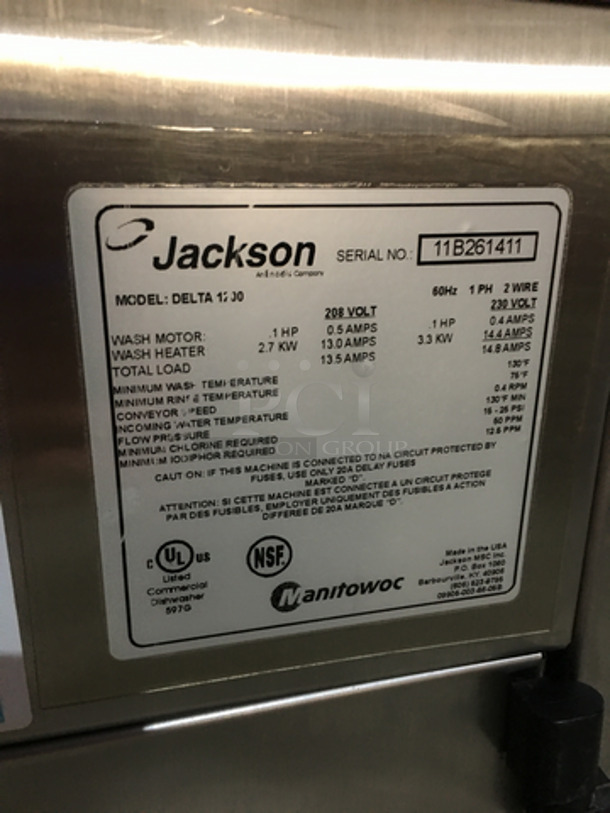 Jackson
SERIAL NO.: 11B261411
MODEL: DELTA
60Hz 1 PH 2 WIRE
208 VOLT 230 VOLT
WASH MOTOR: .1 HP 0.5 AMPS .1 HP 0.4 AMPS
WASH HEATER 2.7 KW 13.0 AMPS 3.3 KW 14.4 AMPS
TOTAL LOAD 13.5 AMPS 14.8 AMPS
MINIMUM WASH TEMPERATURE 130°F
MINIMUM RINSE TEMPERATURE 75°F
CONVEYOR SPEED 0.4 RPM
INCOMING WATER TEMPERATURE 130°F MIN
FLOW PRESSURE 15 - 25 PSI
MINIMUM CHLORINE REQUIRED 50 PPM
MINIMUM IODIPHOR REQUIRED 12.5 PPM
CAUTION: IF THIS MACHINE IS CONNECTED TO NA CIRCUIT PROTECTED BY
FUSES, USE ONLY 20A DELAY FUSES
MARKED "D".
ATTENTION: SI CETTE MACHINE EST CONNECTEE A UN CIRCUIT PROTEGE
PAR DES FUSIBLES, EMPLOYER UNIQUEMENT DES FUSIBLES A ACTION
DIFFEREE DE 20A MARQUE "D".
C UL US
Listed
Commercial
Dishwasher
597G
NSF.
Manitowoc
Made in the USA
Jackson MSC Inc.
P.O. Box 1060
Barbourville, KY. 40906
PCI
AUCTION GROUP